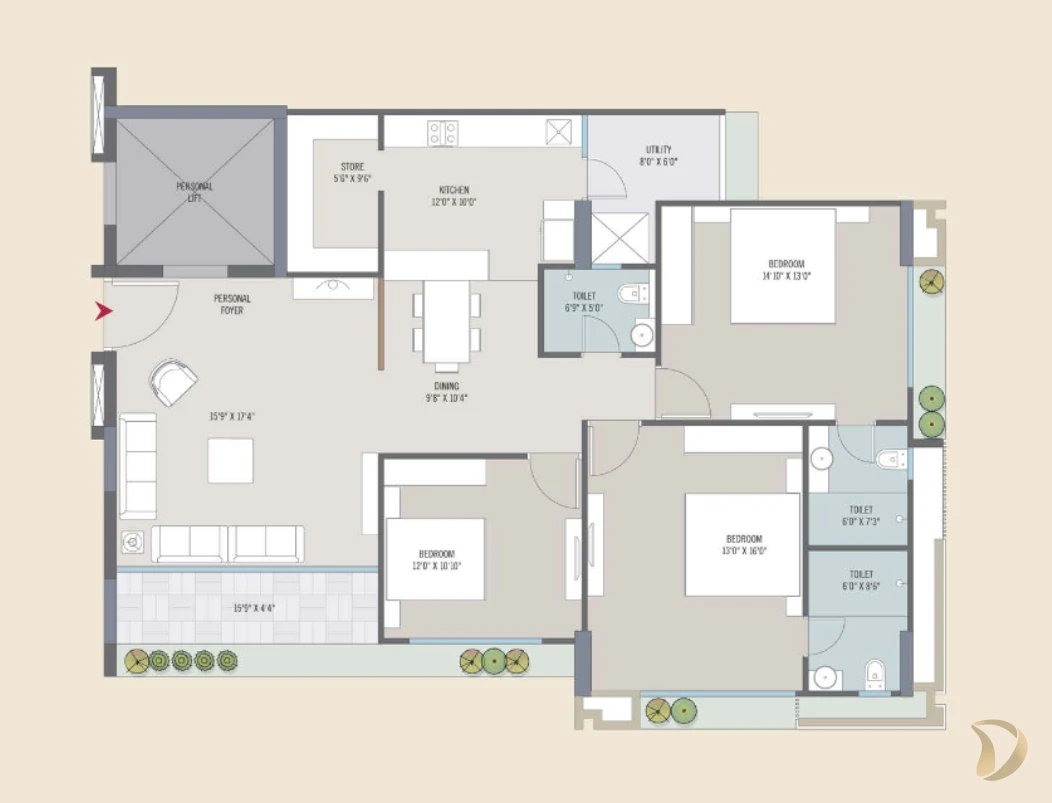 STORE
5'6" X 9'6"
UTILITY
8'0" X 6'0"
PERSONAL
LIFT
KITCHEN
12'0" X 10'0"
BEDROOM
14'10" X 13'0"
PERSONAL
FOYER
TOILET
6'9" X 5'0"
DINING
9'8" X 10'4"
15'9" X 17'4"
BEDROOM
12'0" X 10'10"
BEDROOM
13'0" X 16'0"
TOILET
6'0" X 7'3"
TOILET
6'0" X 8'6"
15'9" X 4'4"